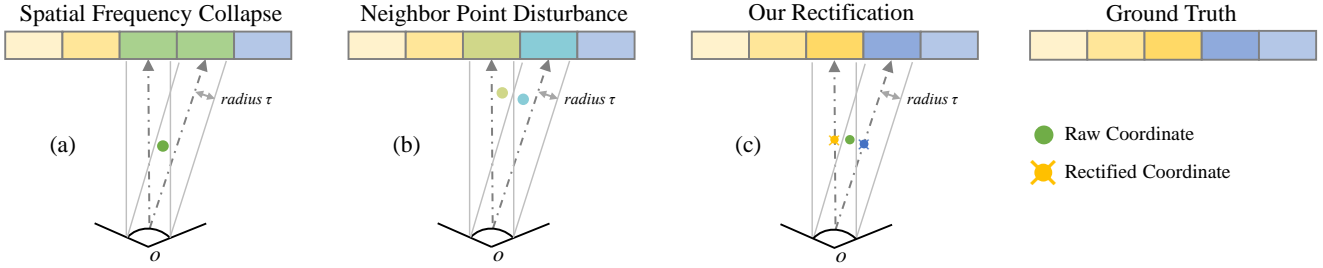 Spatial Frequency Collapse
Neighbor Point Disturbance
Our Rectification
Ground Truth
radius τ
radius τ
radius τ
(a)
(b)
(c)
Raw Coordinate
Rectified Coordinate
o
o
o